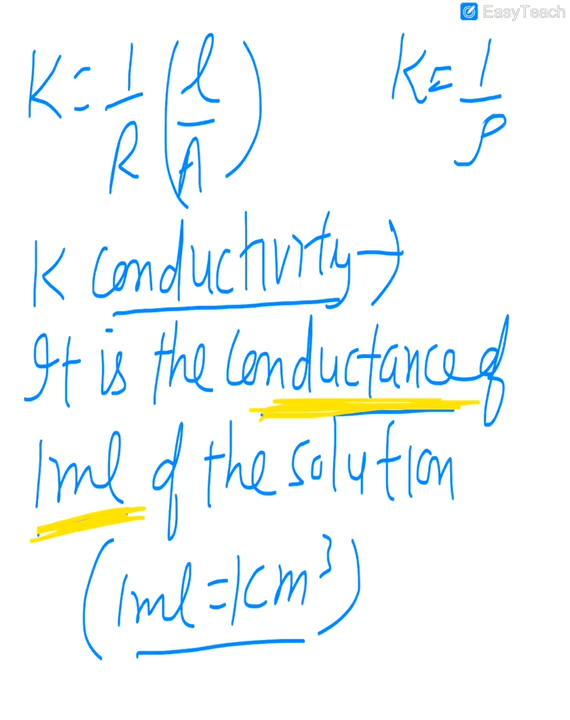 EasyTeach
K = 1/R (l/A)    K = 1/ρ
K conductivity →
It is the conductance of
1ml of the solution
(1ml = 1cm³)